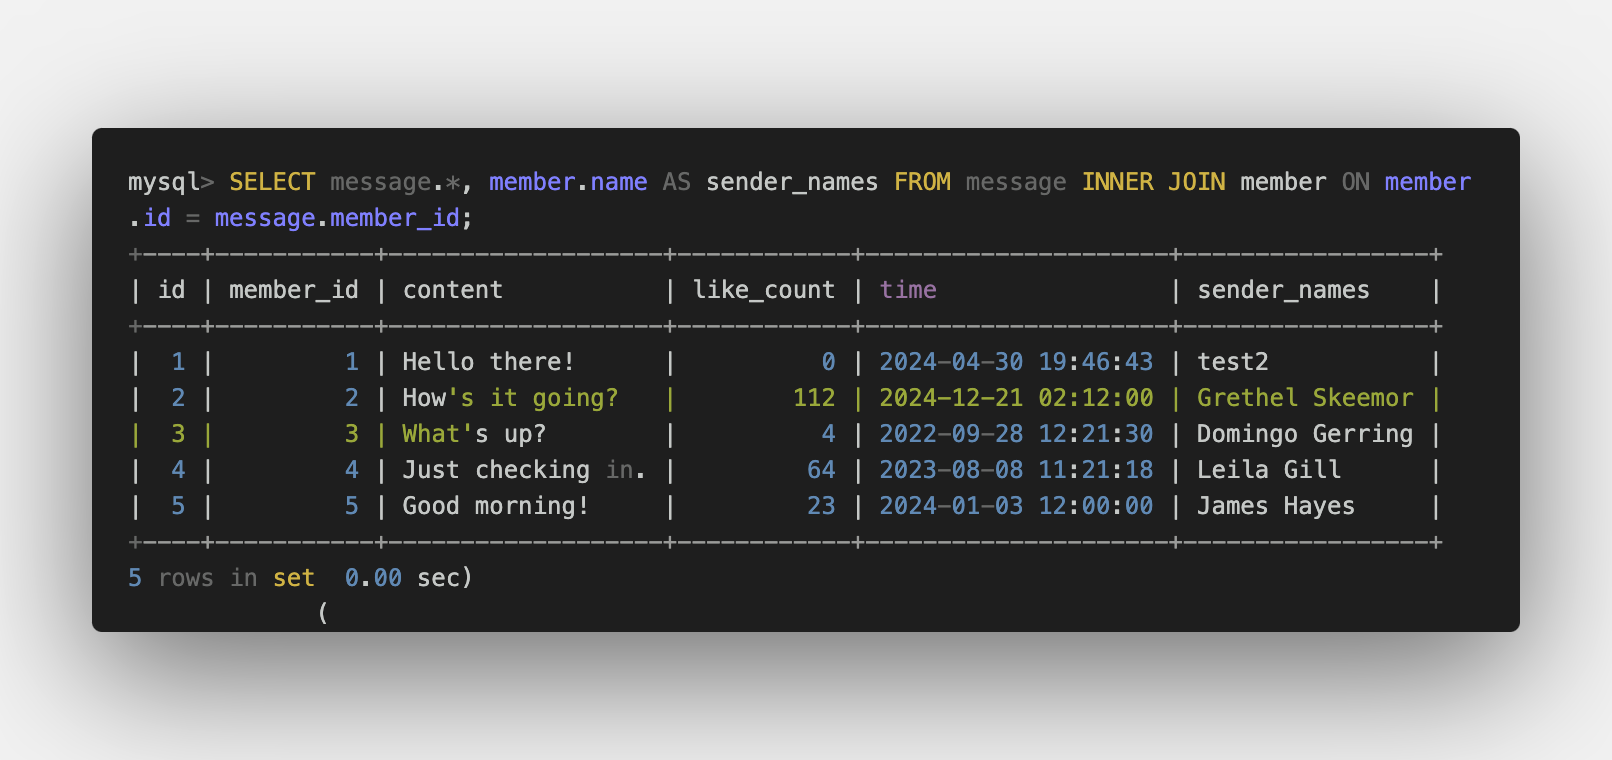 mysql> SELECT message.*, member.name AS sender_names FROM message INNER JOIN member ON member
.id = message.member_id;
+----+-----------+-------------------+------------+---------------------+-----------------+
| id | member_id | content           | like_count | time                | sender_names    |
+----+-----------+-------------------+------------+---------------------+-----------------+
|  1 |         1 | Hello there!      |          0 | 2024-04-30 19:46:43 | test2           |
|  2 |         2 | How's it going?   |        112 | 2024-12-21 02:12:00 | Grethel Skeemor |
|  3 |         3 | What's up?        |          4 | 2022-09-28 12:21:30 | Domingo Gerring |
|  4 |         4 | Just checking in. |         64 | 2023-08-08 11:21:18 | Leila Gill      |
|  5 |         5 | Good morning!     |         23 | 2024-01-03 12:00:00 | James Hayes     |
+----+-----------+-------------------+------------+---------------------+-----------------+
5 rows in set  0.00 sec)
             (